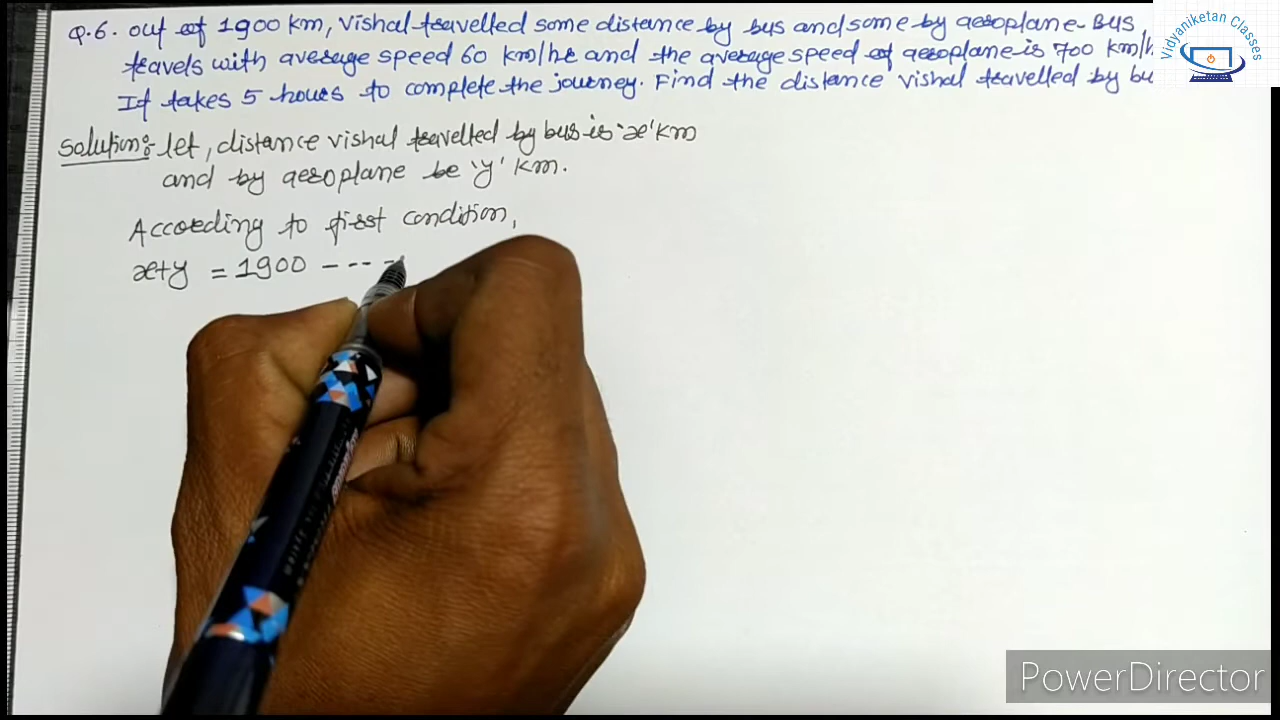 Q.6. Out of 1900 km, Vishal travelled some distance by bus and some by aeroplane. Bus
travels with average speed 60 km/hr and the average speed of aeroplane is 700 km/h
It takes 5 hours to complete the journey. Find the distance vishal travelled by bu
Solution:- let, distance vishal travelled by bus is 'x' km
and by aeroplane be 'y' km.
According to first condition,
x+y = 1900 ----
Vidyaniketan Classes
PowerDirector